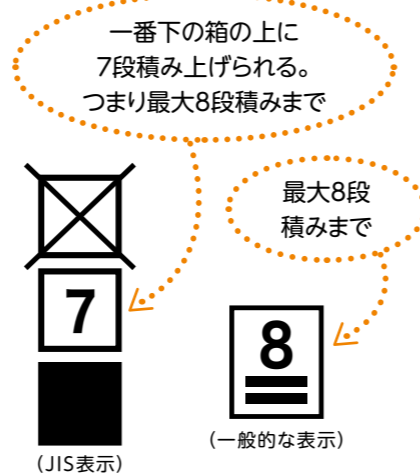 一番下の箱の上に
7段積み上げられる。
つまり最大8段積みまで
最大8段
積みまで
7
8
(JIS表示)
(一般的な表示)